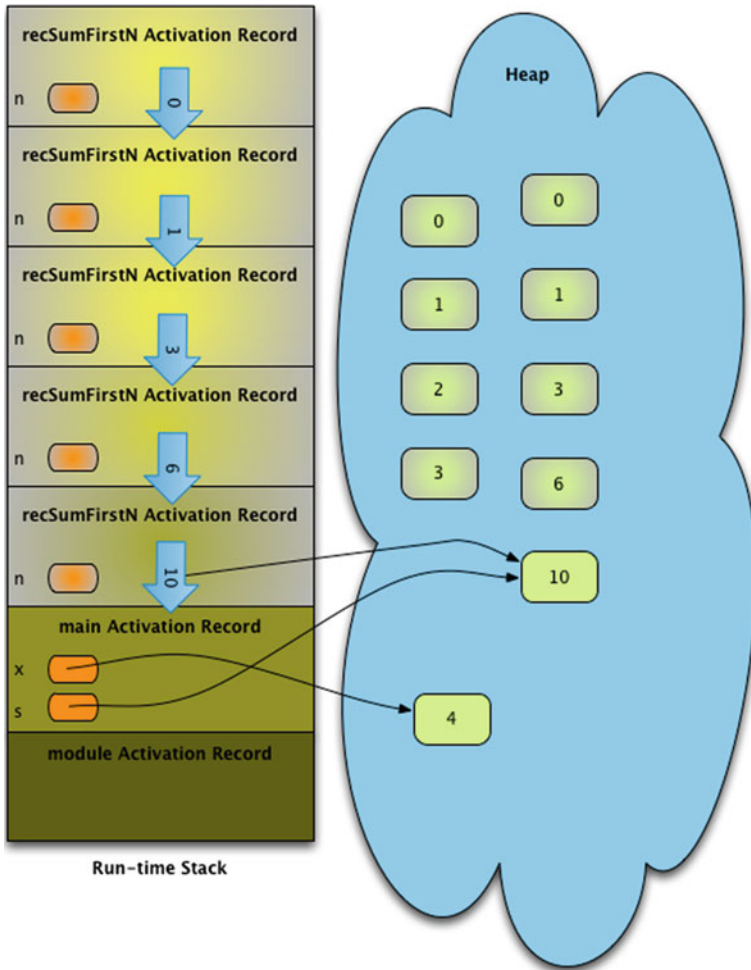 recSumFirstN Activation Record
n
0
recSumFirstN Activation Record
n
1
recSumFirstN Activation Record
n
3
recSumFirstN Activation Record
n
6
recSumFirstN Activation Record
n
10
main Activation Record
x
s
module Activation Record
Run-time Stack
Heap
0
0
1
1
2
3
3
6
10
4